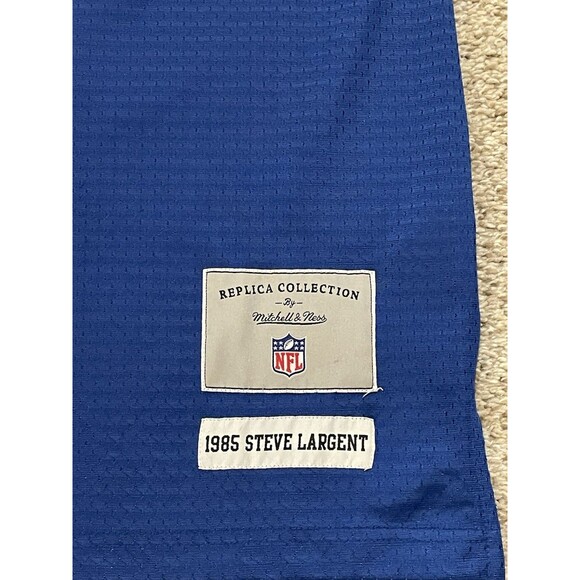 REPLICA COLLECTION
By
Mitchell & Ness
NFL
1985 STEVE LARGENT